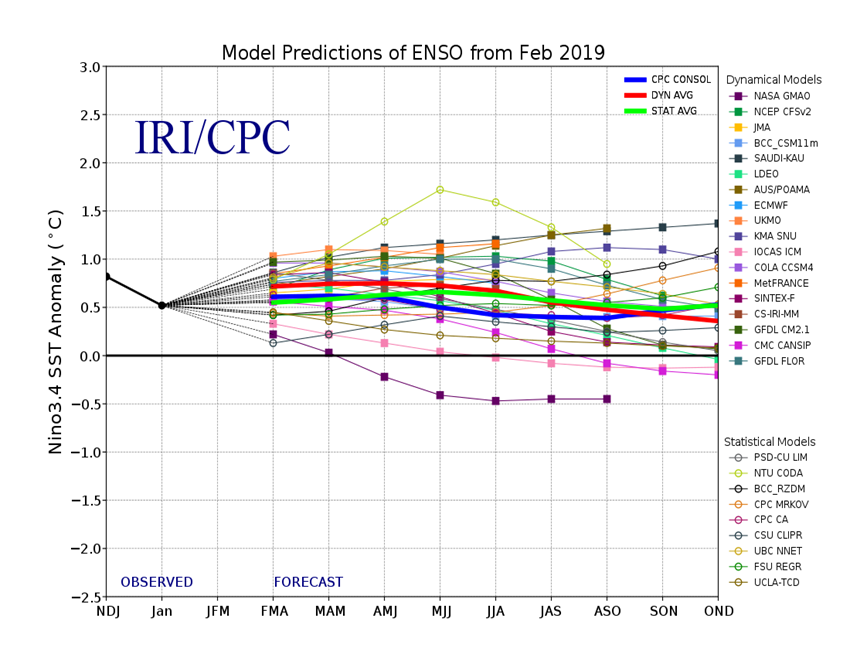 Model Predictions of ENSO from Feb 2019
3.0
2.5
2.0
1.5
1.0
0.5
0.0
−0.5
−1.0
−1.5
−2.0
−2.5
Nino3.4 SST Anomaly ( °C)
IRI/CPC
CPC CONSOL
DYN AVG
STAT AVG
OBSERVED
FORECAST
NDJ Jan JFM FMA MAM AMJ MJJ JJA JAS ASO SON OND
Dynamical Models
NASA GMAO
NCEP CFSv2
JMA
BCC_CSM11m
SAUDI-KAU
LDEO
AUS/POAMA
ECMWF
UKMO
KMA SNU
IOCAS ICM
COLA CCSM4
MetFRANCE
SINTEX-F
CS-IRI-MM
GFDL CM2.1
CMC CANSIP
GFDL FLOR
Statistical Models
PSD-CU LIM
NTU CODA
BCC_RZDM
CPC MRKOV
CPC CA
CSU CLIPR
UBC NNET
FSU REGR
UCLA-TCD